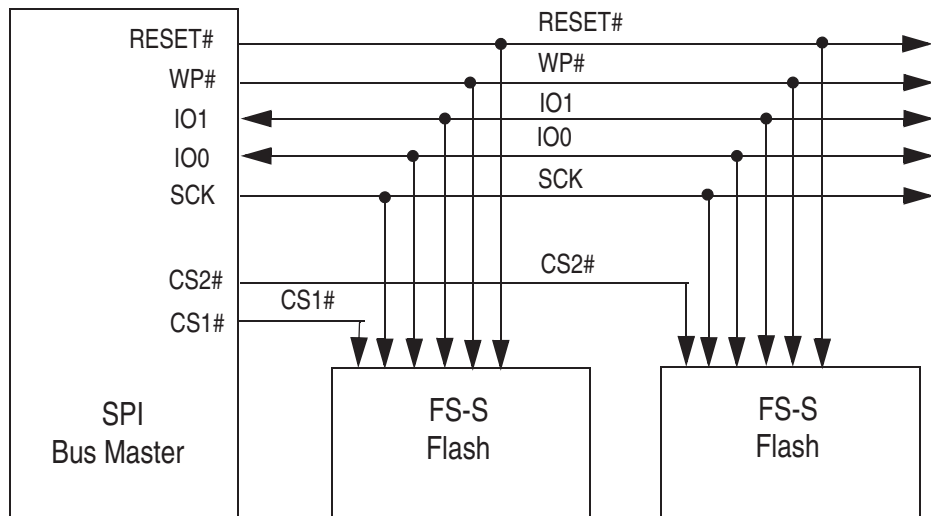 RESET#
RESET#
WP#
WP#
IO1
IO1
IO0
IO0
SCK
SCK
CS2#
CS2#
CS1#
CS1#
SPI
Bus Master
FS-S
Flash
FS-S
Flash